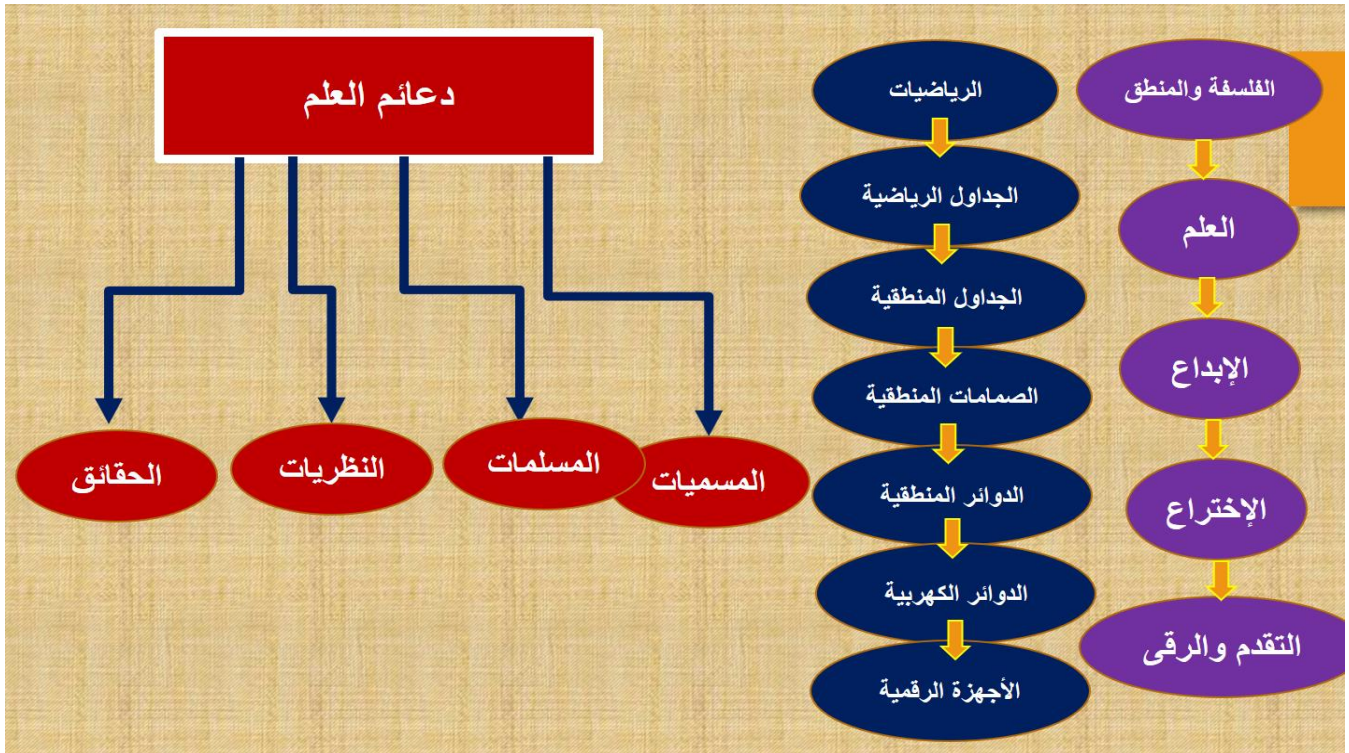 الفلسفة والمنطق
العلم
الإبداع
الإختراع
التقدم والرقى
الرياضيات
الجداول الرياضية
الجداول المنطقية
الصمامات المنطقية
الدوائر المنطقية
الدوائر الكهربية
الأجهزة الرقمية
دعائم العلم
المسميات
المسلمات
النظريات
الحقائق